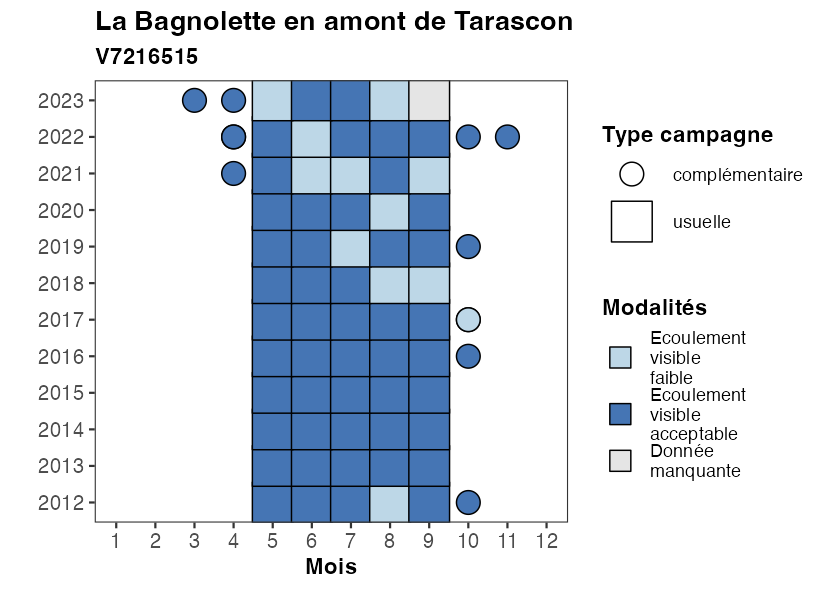 La Bagnolette en amont de Tarascon
V7216515
2023
2022
2021
2020
2019
2018
2017
2016
2015
2014
2013
2012
1 2 3 4 5 6 7 8 9 10 11 12
Mois
Type campagne
complémentaire
usuelle
Modalités
Ecoulement
visible
faible
Ecoulement
visible
acceptable
Donnée
manquante